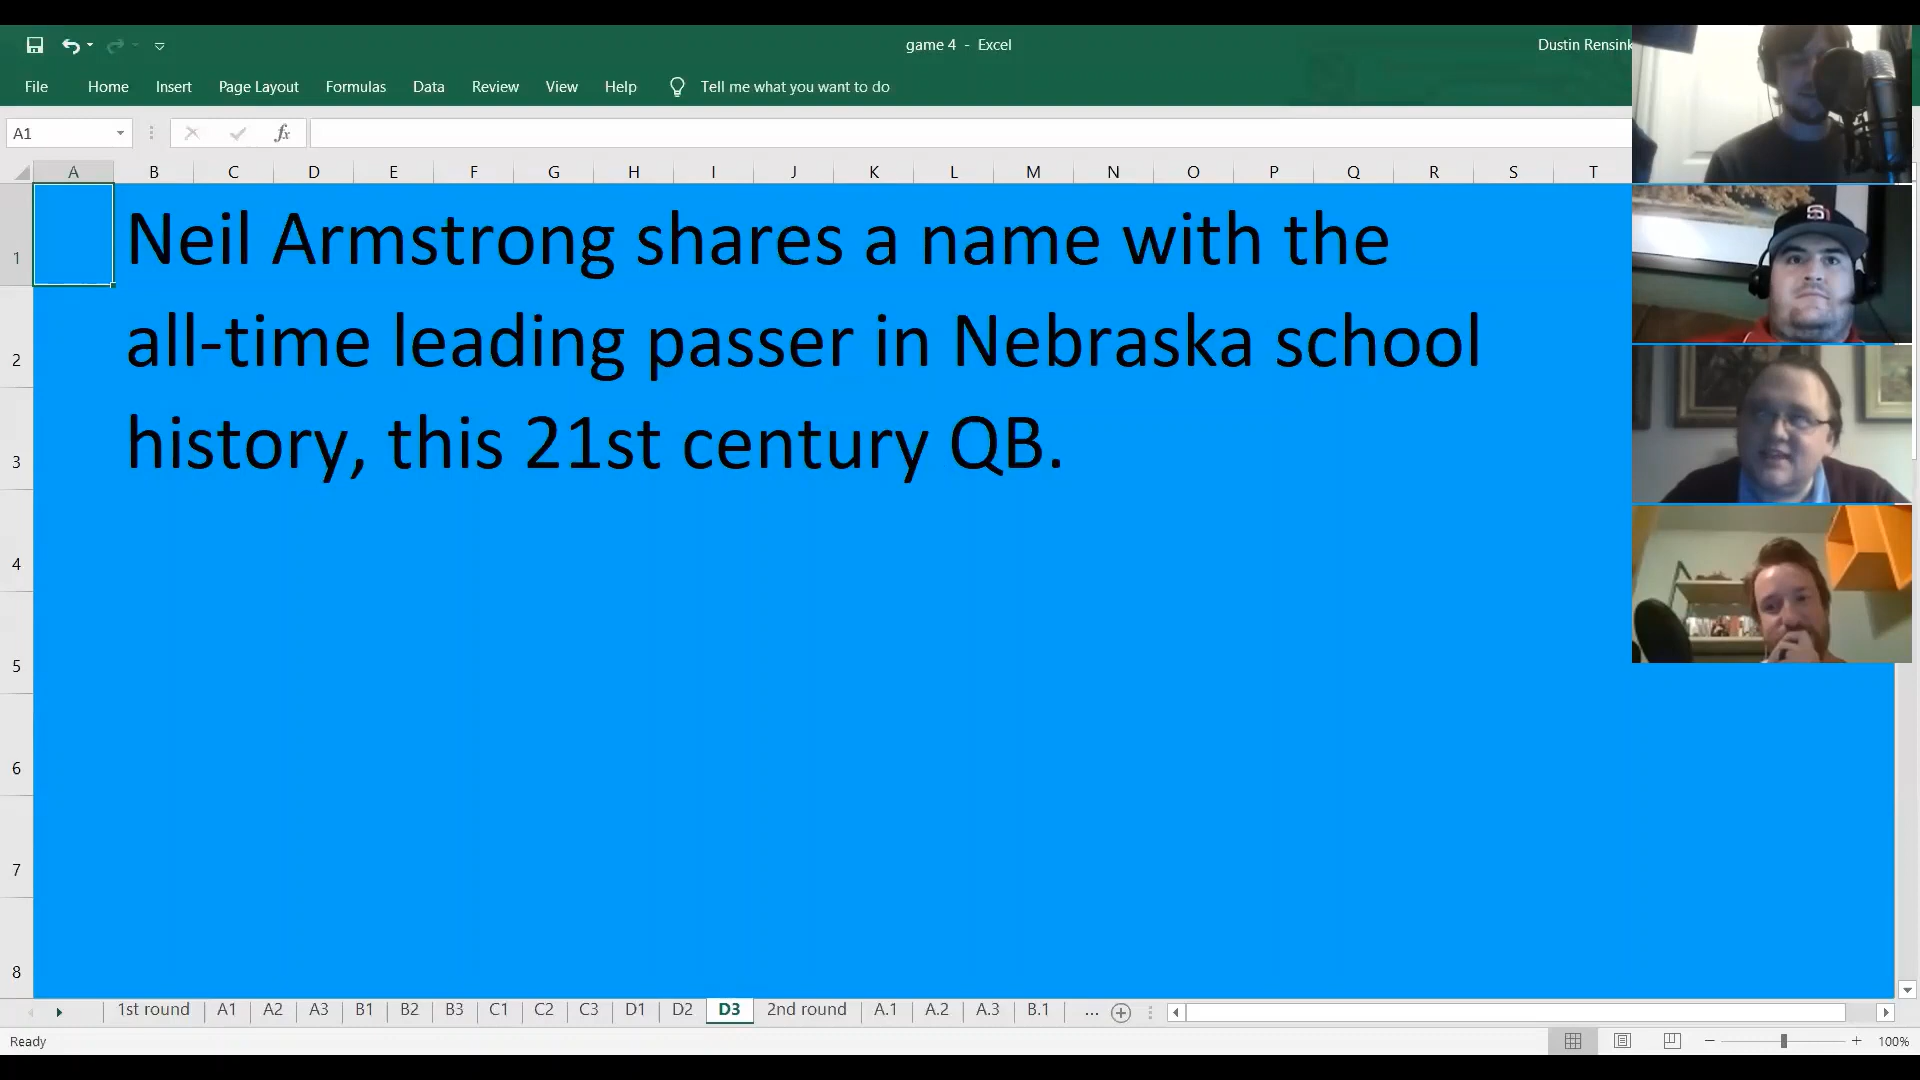 game 4 - Excel
Dustin Rensink
File Home Insert Page Layout Formulas Data Review View Help Tell me what you want to do
A1
fx
A B C D E F G H I J K L M N O P Q R S T
1
2
3
4
5
6
7
8
Neil Armstrong shares a name with the
all-time leading passer in Nebraska school
history, this 21st century QB.
SD
1st round A1 A2 A3 B1 B2 B3 C1 C2 C3 D1 D2 D3 2nd round A.1 A.2 A.3 B.1 ...
Ready
100%